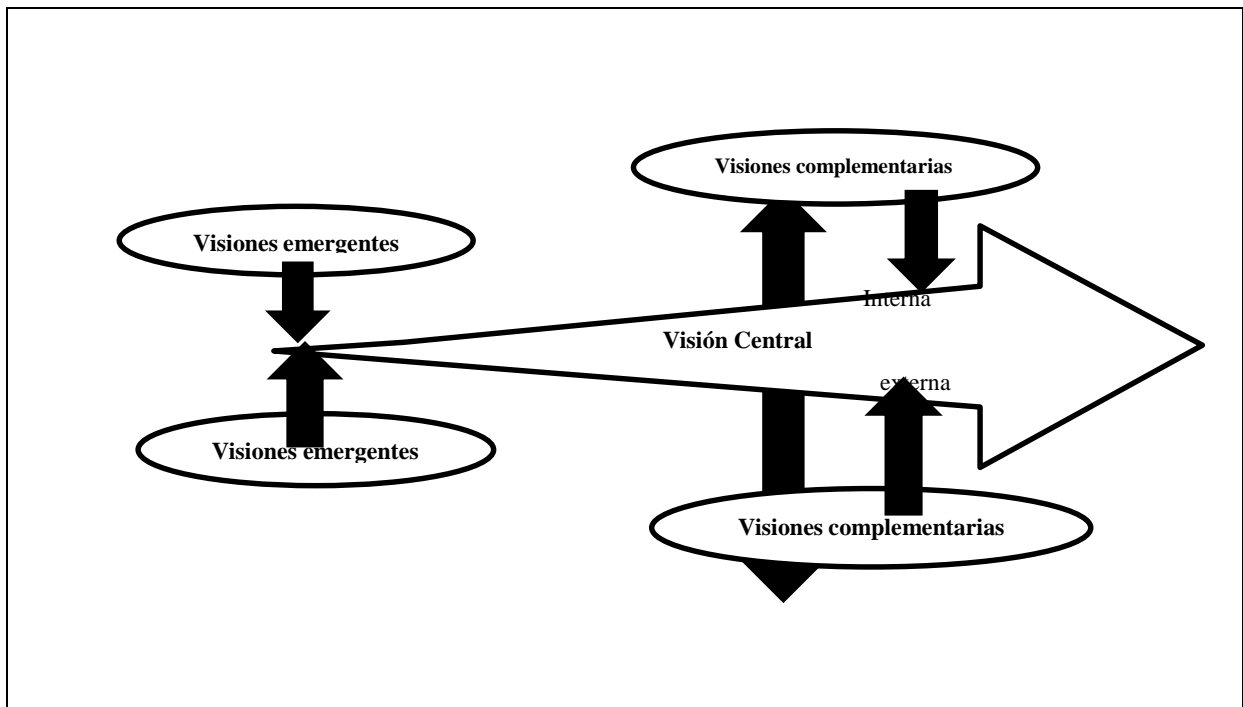 Visiones complementarias
Visiones emergentes
Interna
Visión Central
externa
Visiones emergentes
Visiones complementarias